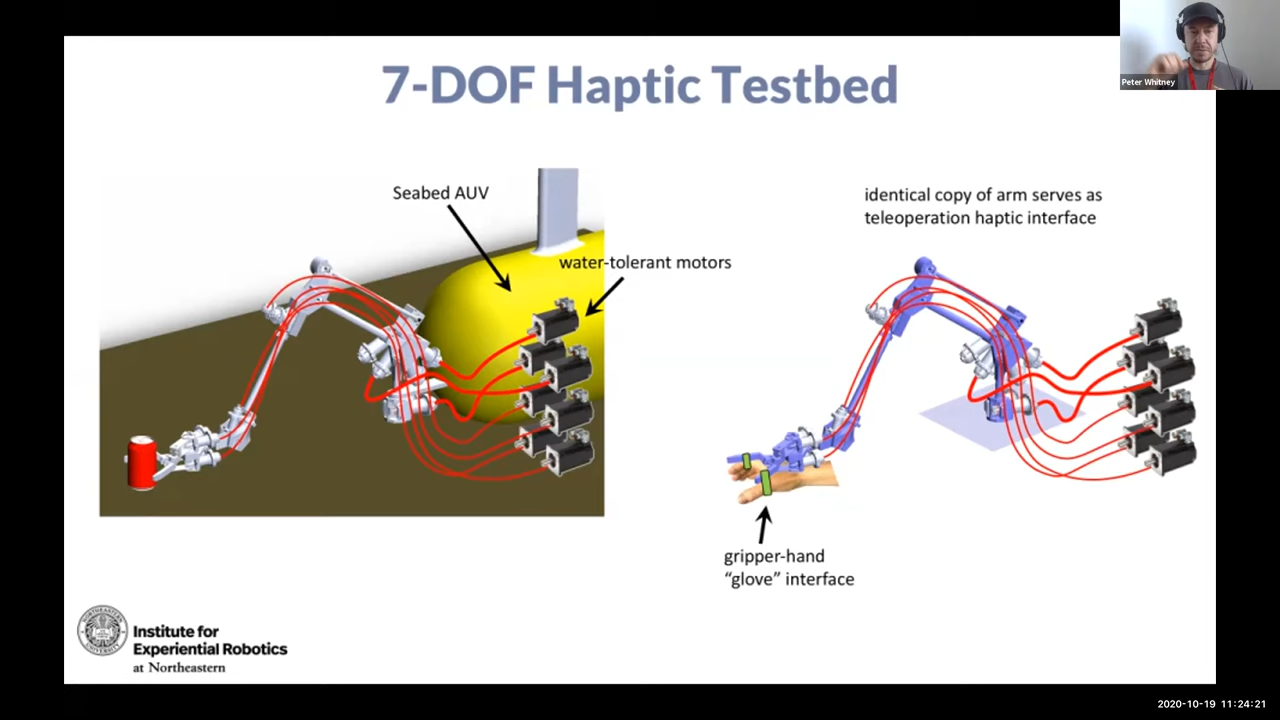 Peter Whitney
7-DOF Haptic Testbed
Seabed AUV
water-tolerant motors
identical copy of arm serves as
teleoperation haptic interface
gripper-hand
“glove” interface
Institute for
Experiential Robotics
at Northeastern
2020-10-19 11:24:21